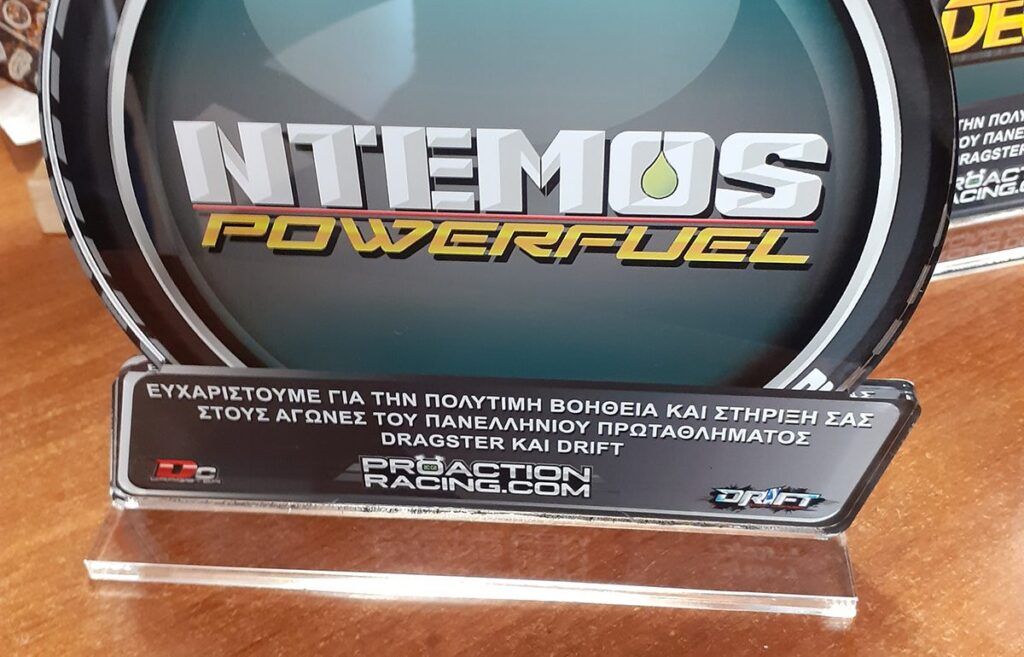 NTEMOS
POWERFUEL
ΕΥΧΑΡΙΣΤΟΥΜΕ ΓΙΑ ΤΗΝ ΠΟΛΥΤΙΜΗ ΒΟΗΘΕΙΑ ΚΑΙ ΣΤΗΡΙΞΗ ΣΑΣ
ΣΤΟΥΣ ΑΓΩΝΕΣ ΤΟΥ ΠΑΝΕΛΛΗΝΙΟΥ ΠΡΩΤΑΘΛΗΜΑΤΟΣ
DRAGSTER ΚΑΙ DRIFT
Dc
PROACTION
RACING.COM
DRIFT